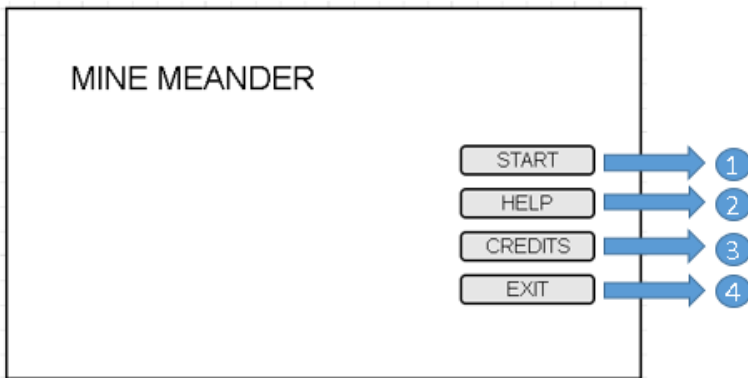 MINE MEANDER
START 1
HELP 2
CREDITS 3
EXIT 4